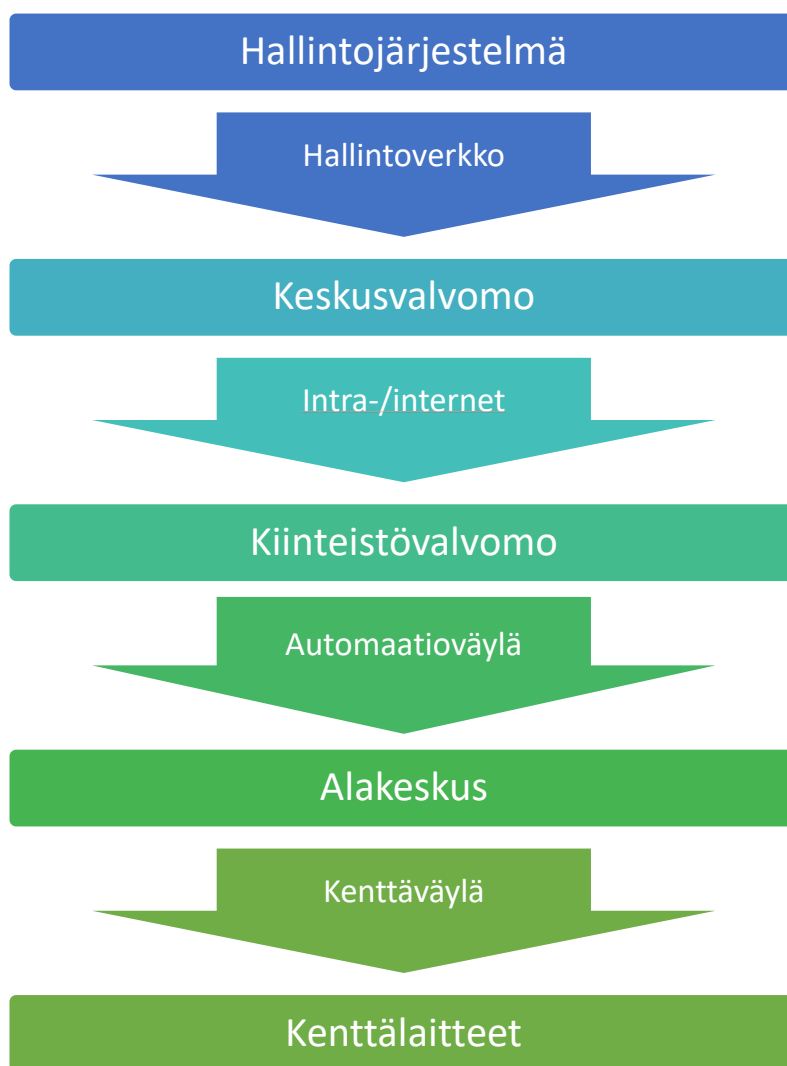 Hallintojärjestelmä
Hallintoverkko
Keskusvalvomo
Intra-/internet
Kiinteistövalvomo
Automaatioväylä
Alakeskus
Kenttäväylä
Kenttälaitteet